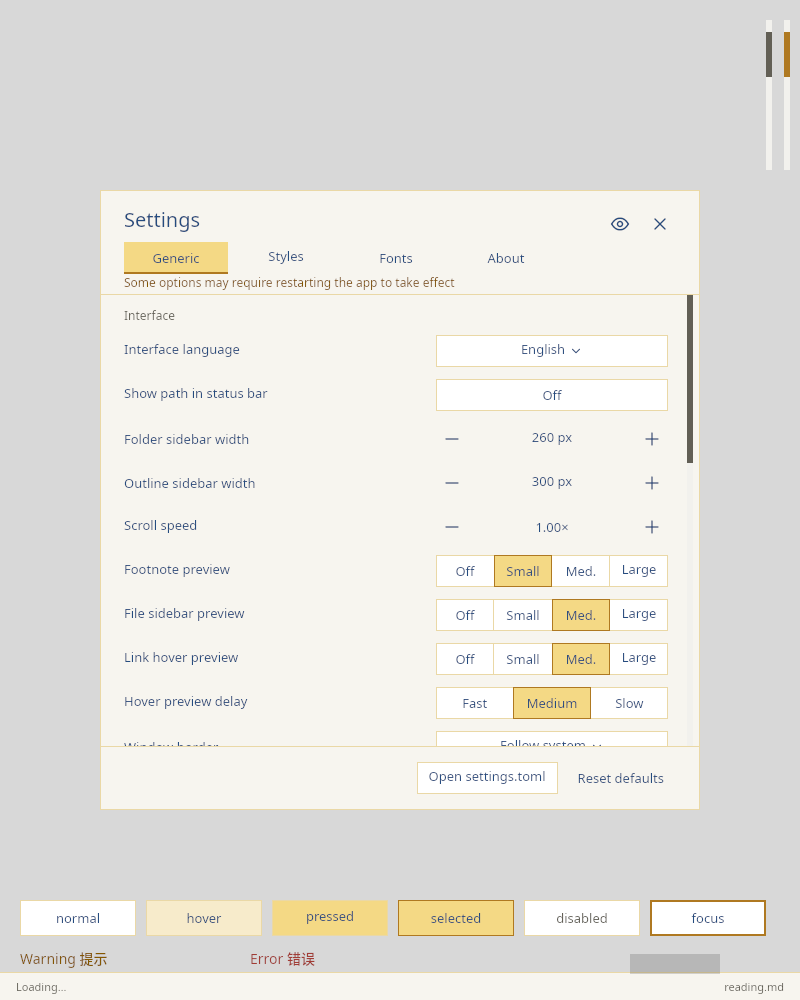 Settings
Generic Styles Fonts About
Some options may require restarting the app to take effect
Interface
Interface language English
Show path in status bar Off
Folder sidebar width 260 px
Outline sidebar width 300 px
Scroll speed 1.00×
Footnote preview Off Small Med. Large
File sidebar preview Off Small Med. Large
Link hover preview Off Small Med. Large
Hover preview delay Fast Medium Slow
Window border Follow system
Open settings.toml Reset defaults
normal hover pressed selected disabled focus
Warning 提示 Error 错误
Loading... reading.md